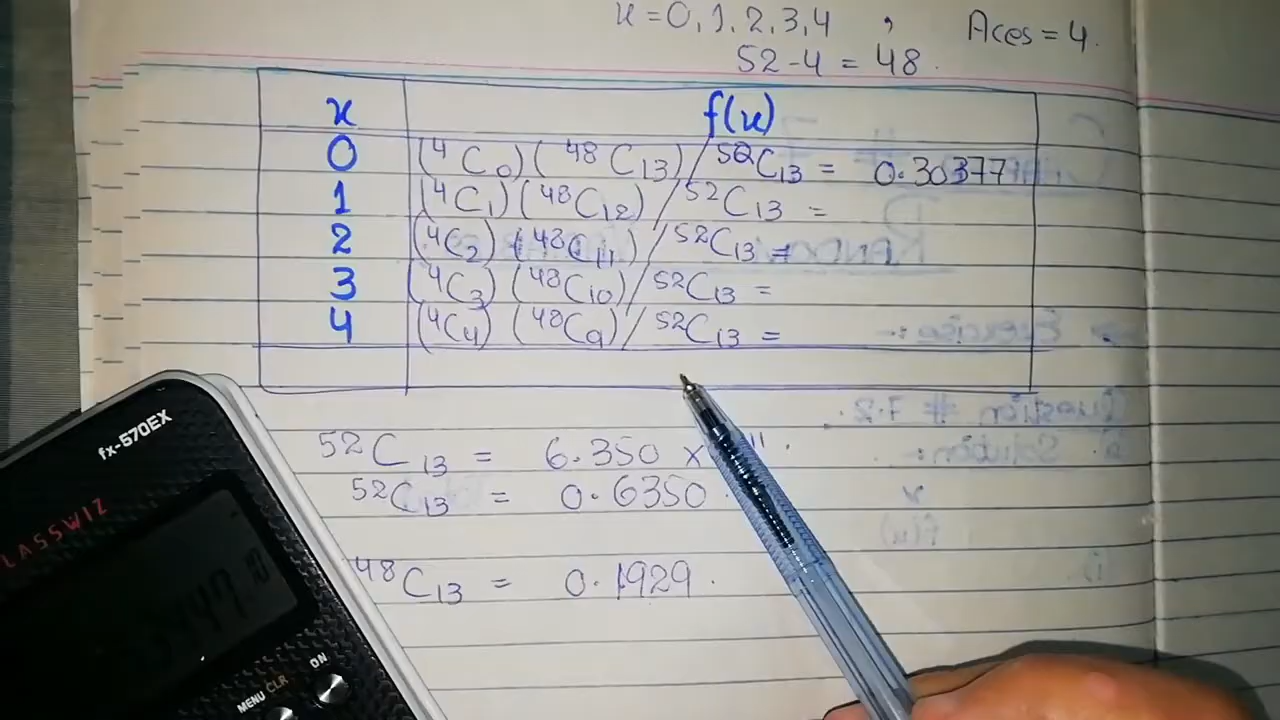 x = 0, 1, 2, 3, 4 , Aces = 4.
52 - 4 = 48.
x f(x)
0 (⁴C₀)(⁴⁸C₁₃)/⁵²C₁₃ = 0.30377
1 (⁴C₁)(⁴⁸C₁₂)/⁵²C₁₃ =
2 (⁴C₂)(⁴⁸C₁₁)/⁵²C₁₃ =
3 (⁴C₃)(⁴⁸C₁₀)/⁵²C₁₃ =
4 (⁴C₄)(⁴⁸C₉)/⁵²C₁₃ =
⁵²C₁₃ = 6.350 x ¹¹.
⁵²C₁₃ = 0.6350.
⁴⁸C₁₃ = 0.1929.
fx-570EX
LASSWIZ
ON
MENU CLR